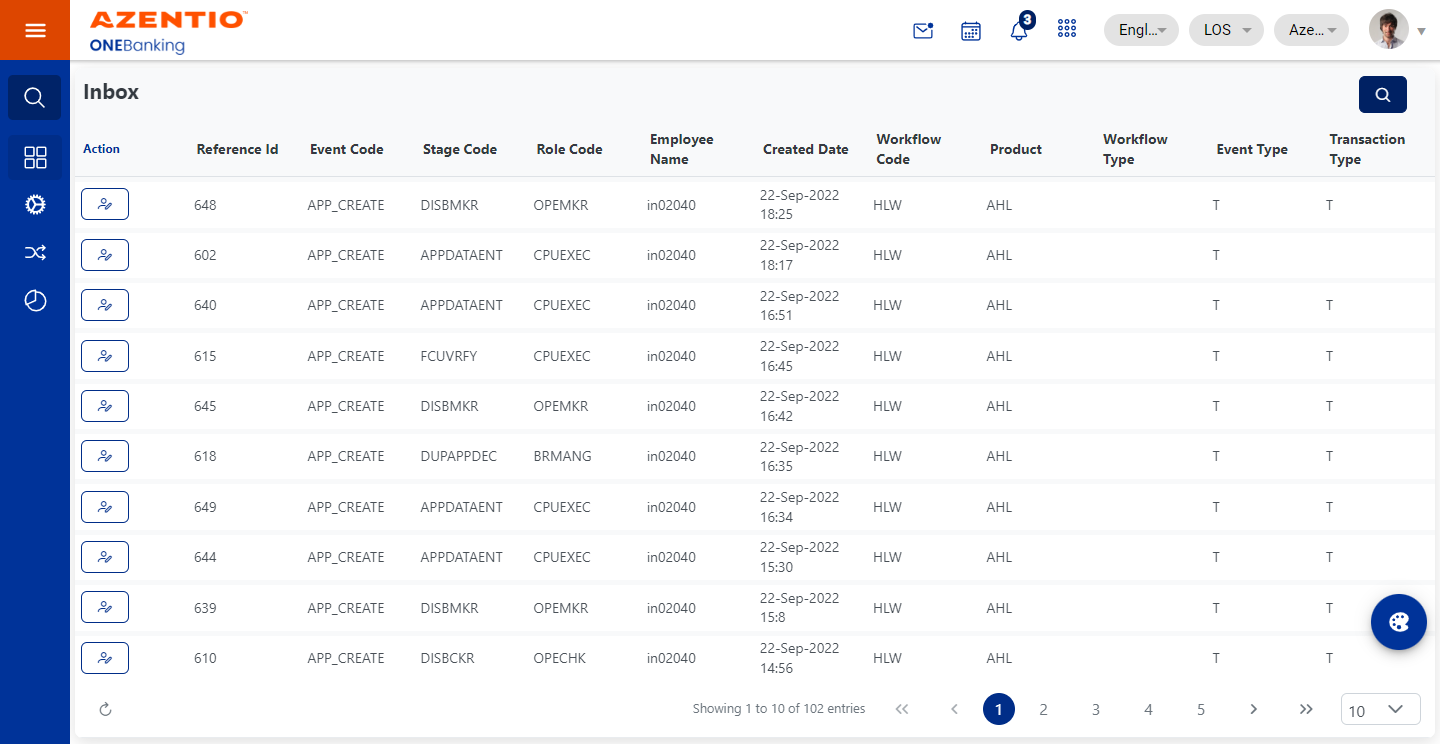 AZENTIO™
ONEBanking
3
Engl...
LOS
Aze...
Inbox
Action Reference Id Event Code Stage Code Role Code Employee Name Created Date Workflow Code Product Workflow Type Event Type Transaction Type
648 APP_CREATE DISBMKR OPEMKR in02040 22-Sep-2022 18:25 HLW AHL T T
602 APP_CREATE APPDATAENT CPUEXEC in02040 22-Sep-2022 18:17 HLW AHL T
640 APP_CREATE APPDATAENT CPUEXEC in02040 22-Sep-2022 16:51 HLW AHL T T
615 APP_CREATE FCUVRFY CPUEXEC in02040 22-Sep-2022 16:45 HLW AHL T T
645 APP_CREATE DISBMKR OPEMKR in02040 22-Sep-2022 16:42 HLW AHL T T
618 APP_CREATE DUPAPPDEC BRMANG in02040 22-Sep-2022 16:35 HLW AHL T T
649 APP_CREATE APPDATAENT CPUEXEC in02040 22-Sep-2022 16:34 HLW AHL T T
644 APP_CREATE APPDATAENT CPUEXEC in02040 22-Sep-2022 15:30 HLW AHL T T
639 APP_CREATE DISBMKR OPEMKR in02040 22-Sep-2022 15:8 HLW AHL T T
610 APP_CREATE DISBCKR OPECHK in02040 22-Sep-2022 14:56 HLW AHL T T
Showing 1 to 10 of 102 entries 1 2 3 4 5 10